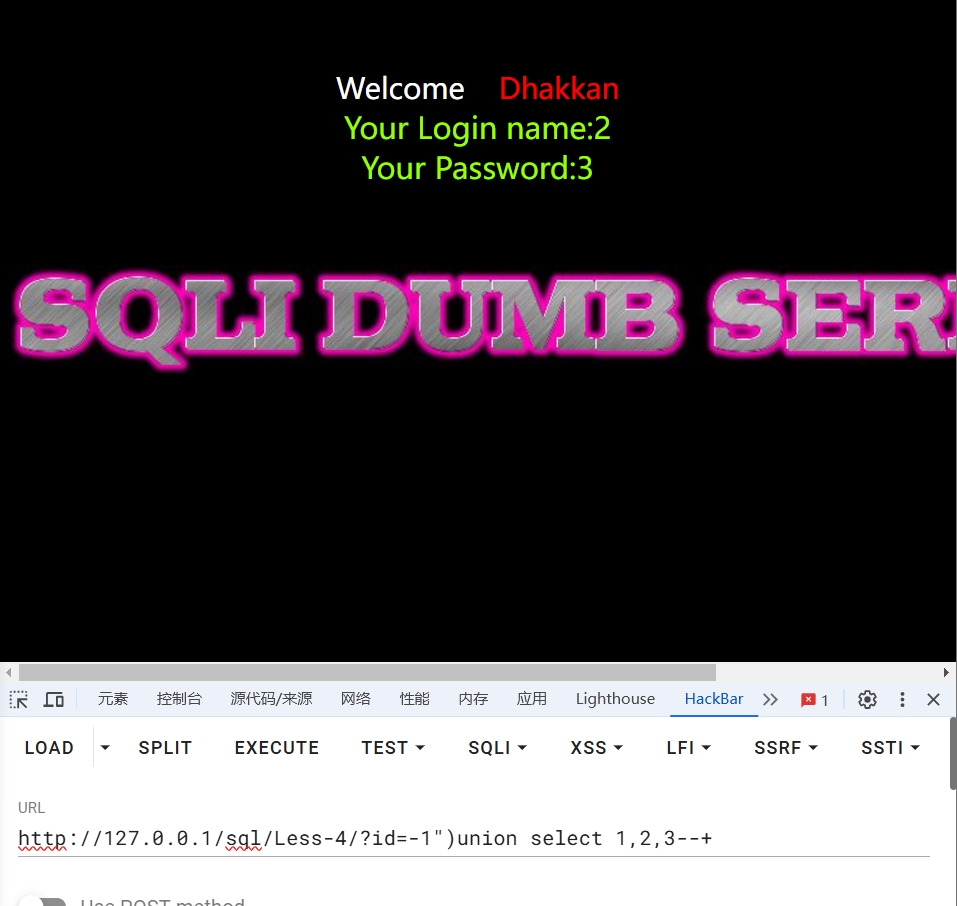 Welcome Dhakkan
Your Login name:2
Your Password:3
SQLI DUMB SERI
元素 控制台 源代码/来源 网络 性能 内存 应用 Lighthouse HackBar 1
LOAD SPLIT EXECUTE TEST SQLI XSS LFI SSRF SSTI
URL
http://127.0.0.1/sql/Less-4/?id=-1")union select 1,2,3--+
Use POST method